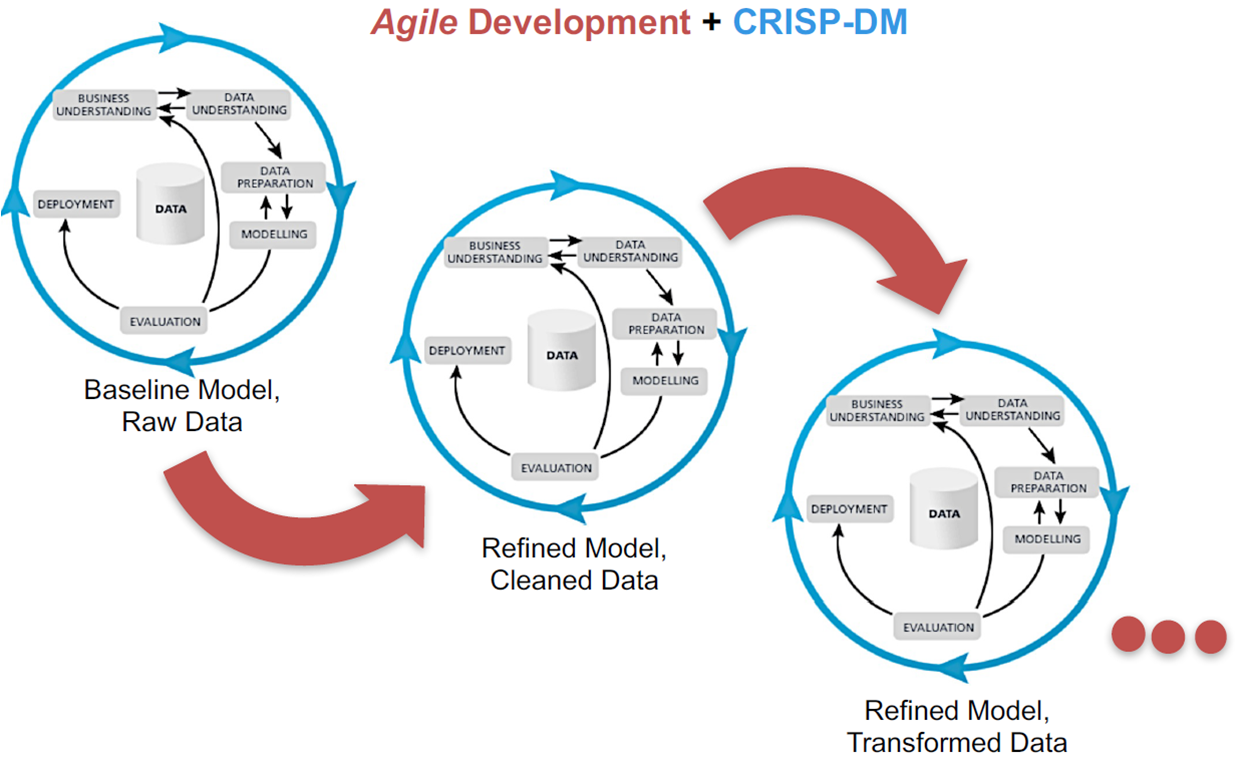 Agile Development + CRISP-DM
BUSINESS
UNDERSTANDING
DATA
UNDERSTANDING
DATA
PREPARATION
MODELLING
DEPLOYMENT
DATA
EVALUATION
Baseline Model,
Raw Data
BUSINESS
UNDERSTANDING
DATA
UNDERSTANDING
DATA
PREPARATION
MODELLING
DEPLOYMENT
DATA
EVALUATION
Refined Model,
Cleaned Data
BUSINESS
UNDERSTANDING
DATA
UNDERSTANDING
DATA
PREPARATION
MODELLING
DEPLOYMENT
DATA
EVALUATION
Refined Model,
Transformed Data